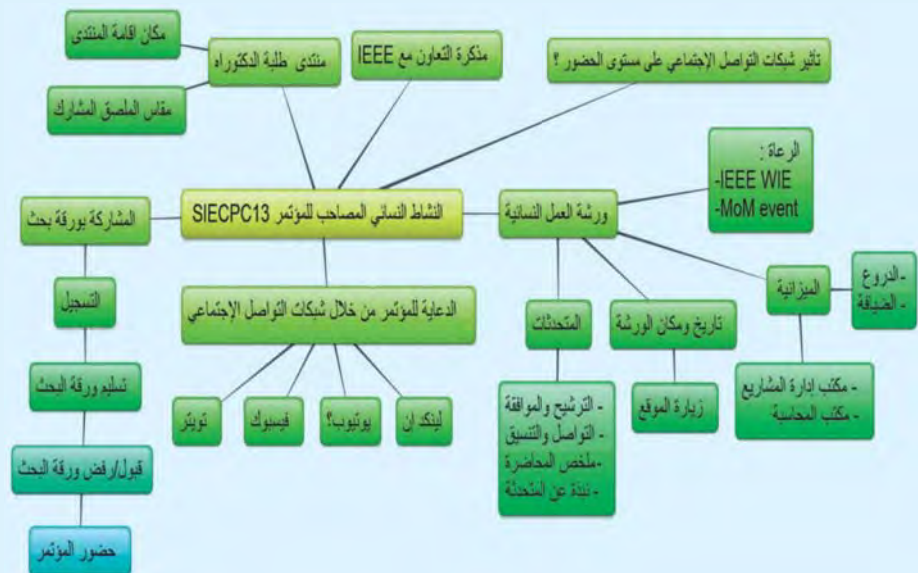 مكان اقامة المنتدى
منتدى طلبة الدكتوراه
مقاس الملصق المشارك
مذكرة التعاون مع IEEE
تأثير شبكات التواصل الإجتماعي على مستوى الحضور ؟
النشاط النسائي المصاحب للمؤتمر SIECPC13
ورشة العمل النسائية
الرعاة :
-IEEE WIE
-MoM event
الميزانية
- الدروع
- الضيافة
- مكتب إدارة المشاريع
- مكتب المحاسبة
تاريخ ومكان الورشة
زيارة الموقع
المتحدثات
- الترشيح والموافقة
- التواصل والتنسيق
-ملخص المحاضرة
- نبذة عن المتحدثة
الدعاية للمؤتمر من خلال شبكات التواصل الإجتماعي
لينكد ان
يوتيوب؟
فيسبوك
تويتر
المشاركة بورقة بحث
التسجيل
تسليم ورقة البحث
قبول/رفض ورقة البحث
حضور المؤتمر